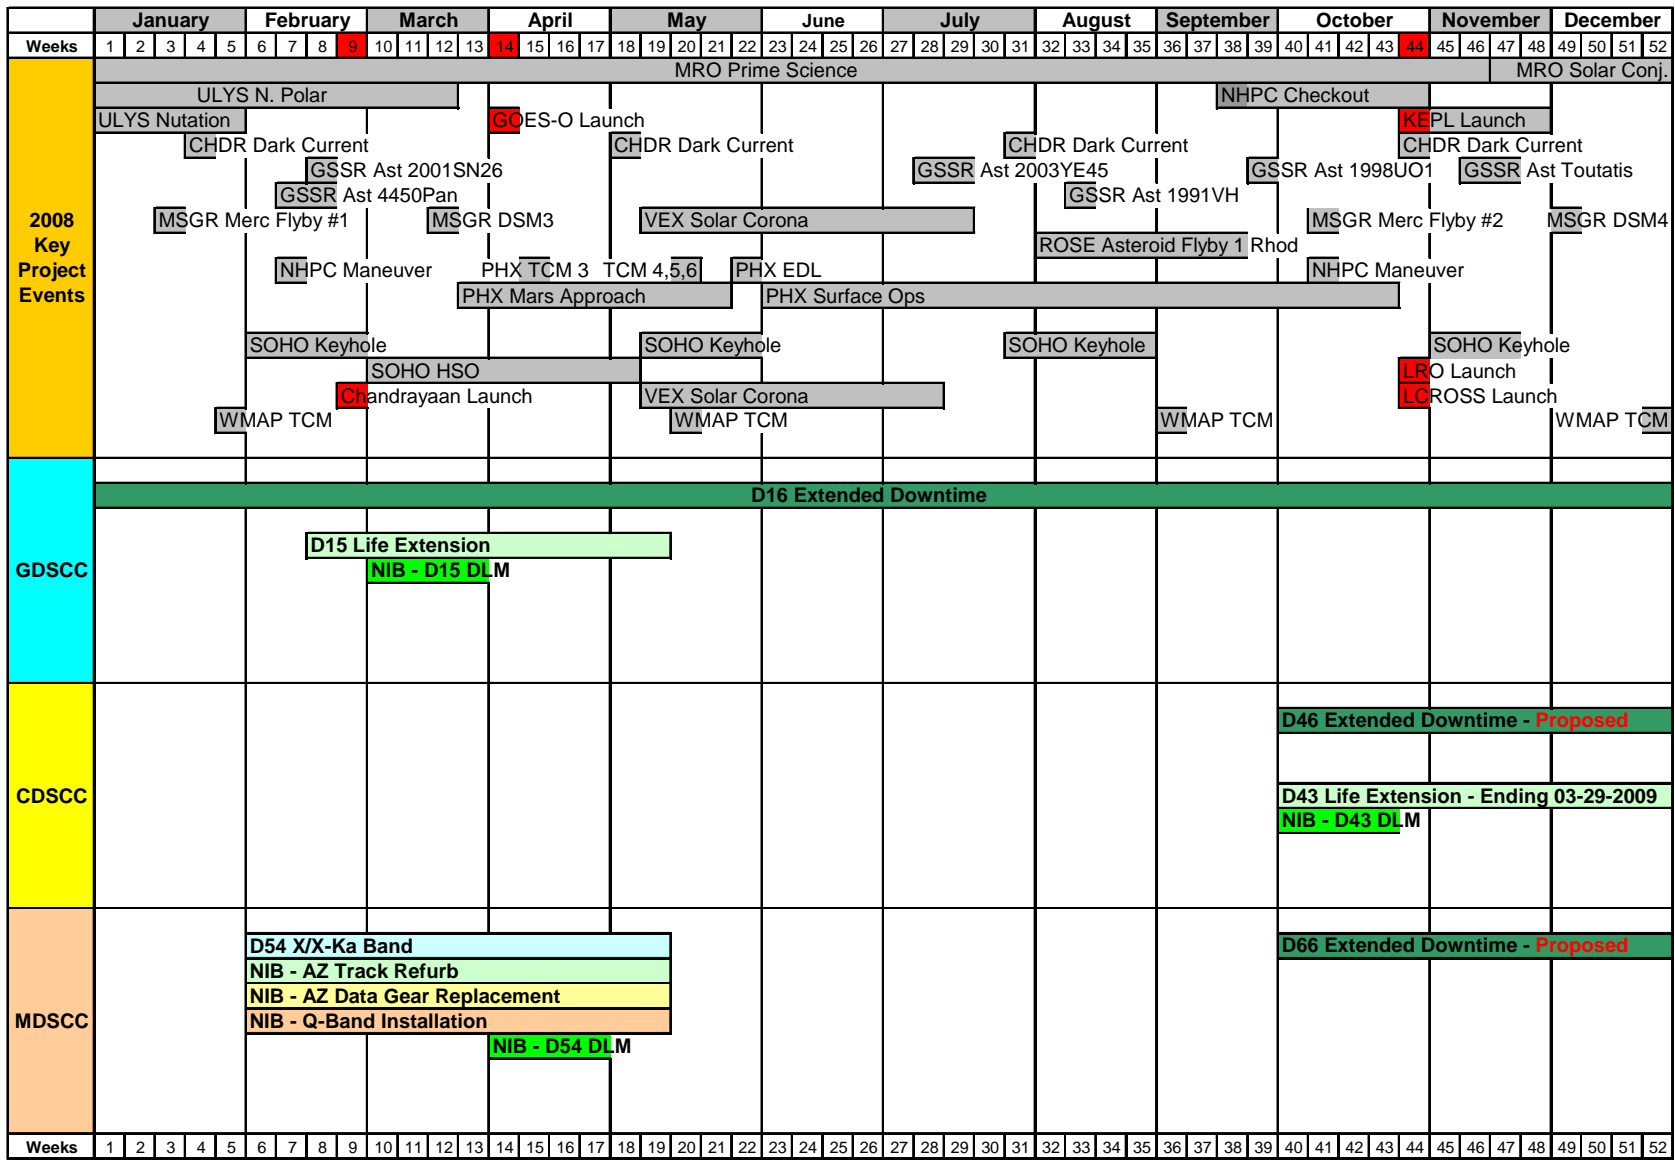 January February March April May June July August September October November December
Weeks 1 2 3 4 5 6 7 8 9 10 11 12 13 14 15 16 17 18 19 20 21 22 23 24 25 26 27 28 29 30 31 32 33 34 35 36 37 38 39 40 41 42 43 44 45 46 47 48 49 50 51 52
MRO Prime Science MRO Solar Conj.
ULYS N. Polar NHPC Checkout
ULYS Nutation GOES-O Launch KEPL Launch
CHDR Dark Current CHDR Dark Current CHDR Dark Current CHDR Dark Current
GSSR Ast 2001SN26 GSSR Ast 2003YE45 GSSR Ast 1998UO1 GSSR Ast Toutatis
GSSR Ast 4450Pan GSSR Ast 1991VH
2008 Key Project Events
MSGR Merc Flyby #1 MSGR DSM3 VEX Solar Corona MSGR Merc Flyby #2 MSGR DSM4
ROSE Asteroid Flyby 1 Rhod
NHPC Maneuver PHX TCM 3 TCM 4,5,6 PHX EDL NHPC Maneuver
PHX Mars Approach PHX Surface Ops
SOHO Keyhole SOHO Keyhole SOHO Keyhole SOHO Keyhole
SOHO HSO LRO Launch
Chandrayaan Launch VEX Solar Corona LCROSS Launch
WMAP TCM WMAP TCM WMAP TCM WMAP TCM
D16 Extended Downtime
D15 Life Extension
GDSCC NIB - D15 DLM
D46 Extended Downtime - Proposed
CDSCC D43 Life Extension - Ending 03-29-2009
NIB - D43 DLM
D54 X/X-Ka Band D66 Extended Downtime - Proposed
NIB - AZ Track Refurb
NIB - AZ Data Gear Replacement
MDSCC NIB - Q-Band Installation
NIB - D54 DLM
Weeks 1 2 3 4 5 6 7 8 9 10 11 12 13 14 15 16 17 18 19 20 21 22 23 24 25 26 27 28 29 30 31 32 33 34 35 36 37 38 39 40 41 42 43 44 45 46 47 48 49 50 51 52